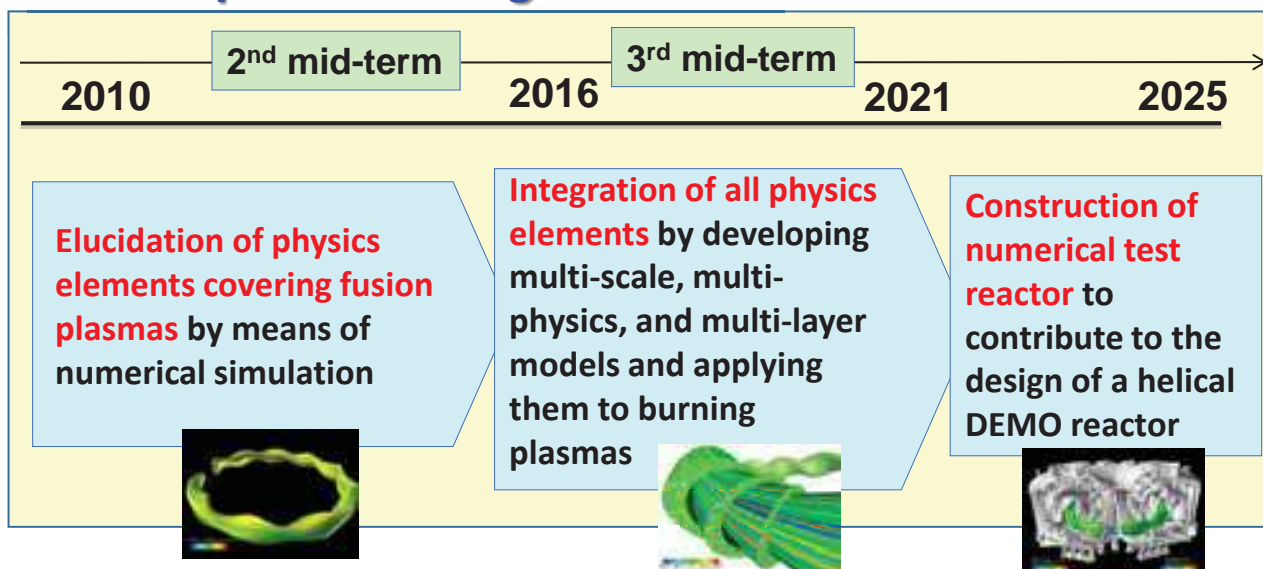 2nd mid-term
3rd mid-term
2010
2016
2021
2025
Elucidation of physics
elements covering fusion
plasmas by means of
numerical simulation
Integration of all physics
elements by developing
multi-scale, multi-
physics, and multi-layer
models and applying
them to burning
plasmas
Construction of
numerical test
reactor to
contribute to the
design of a helical
DEMO reactor